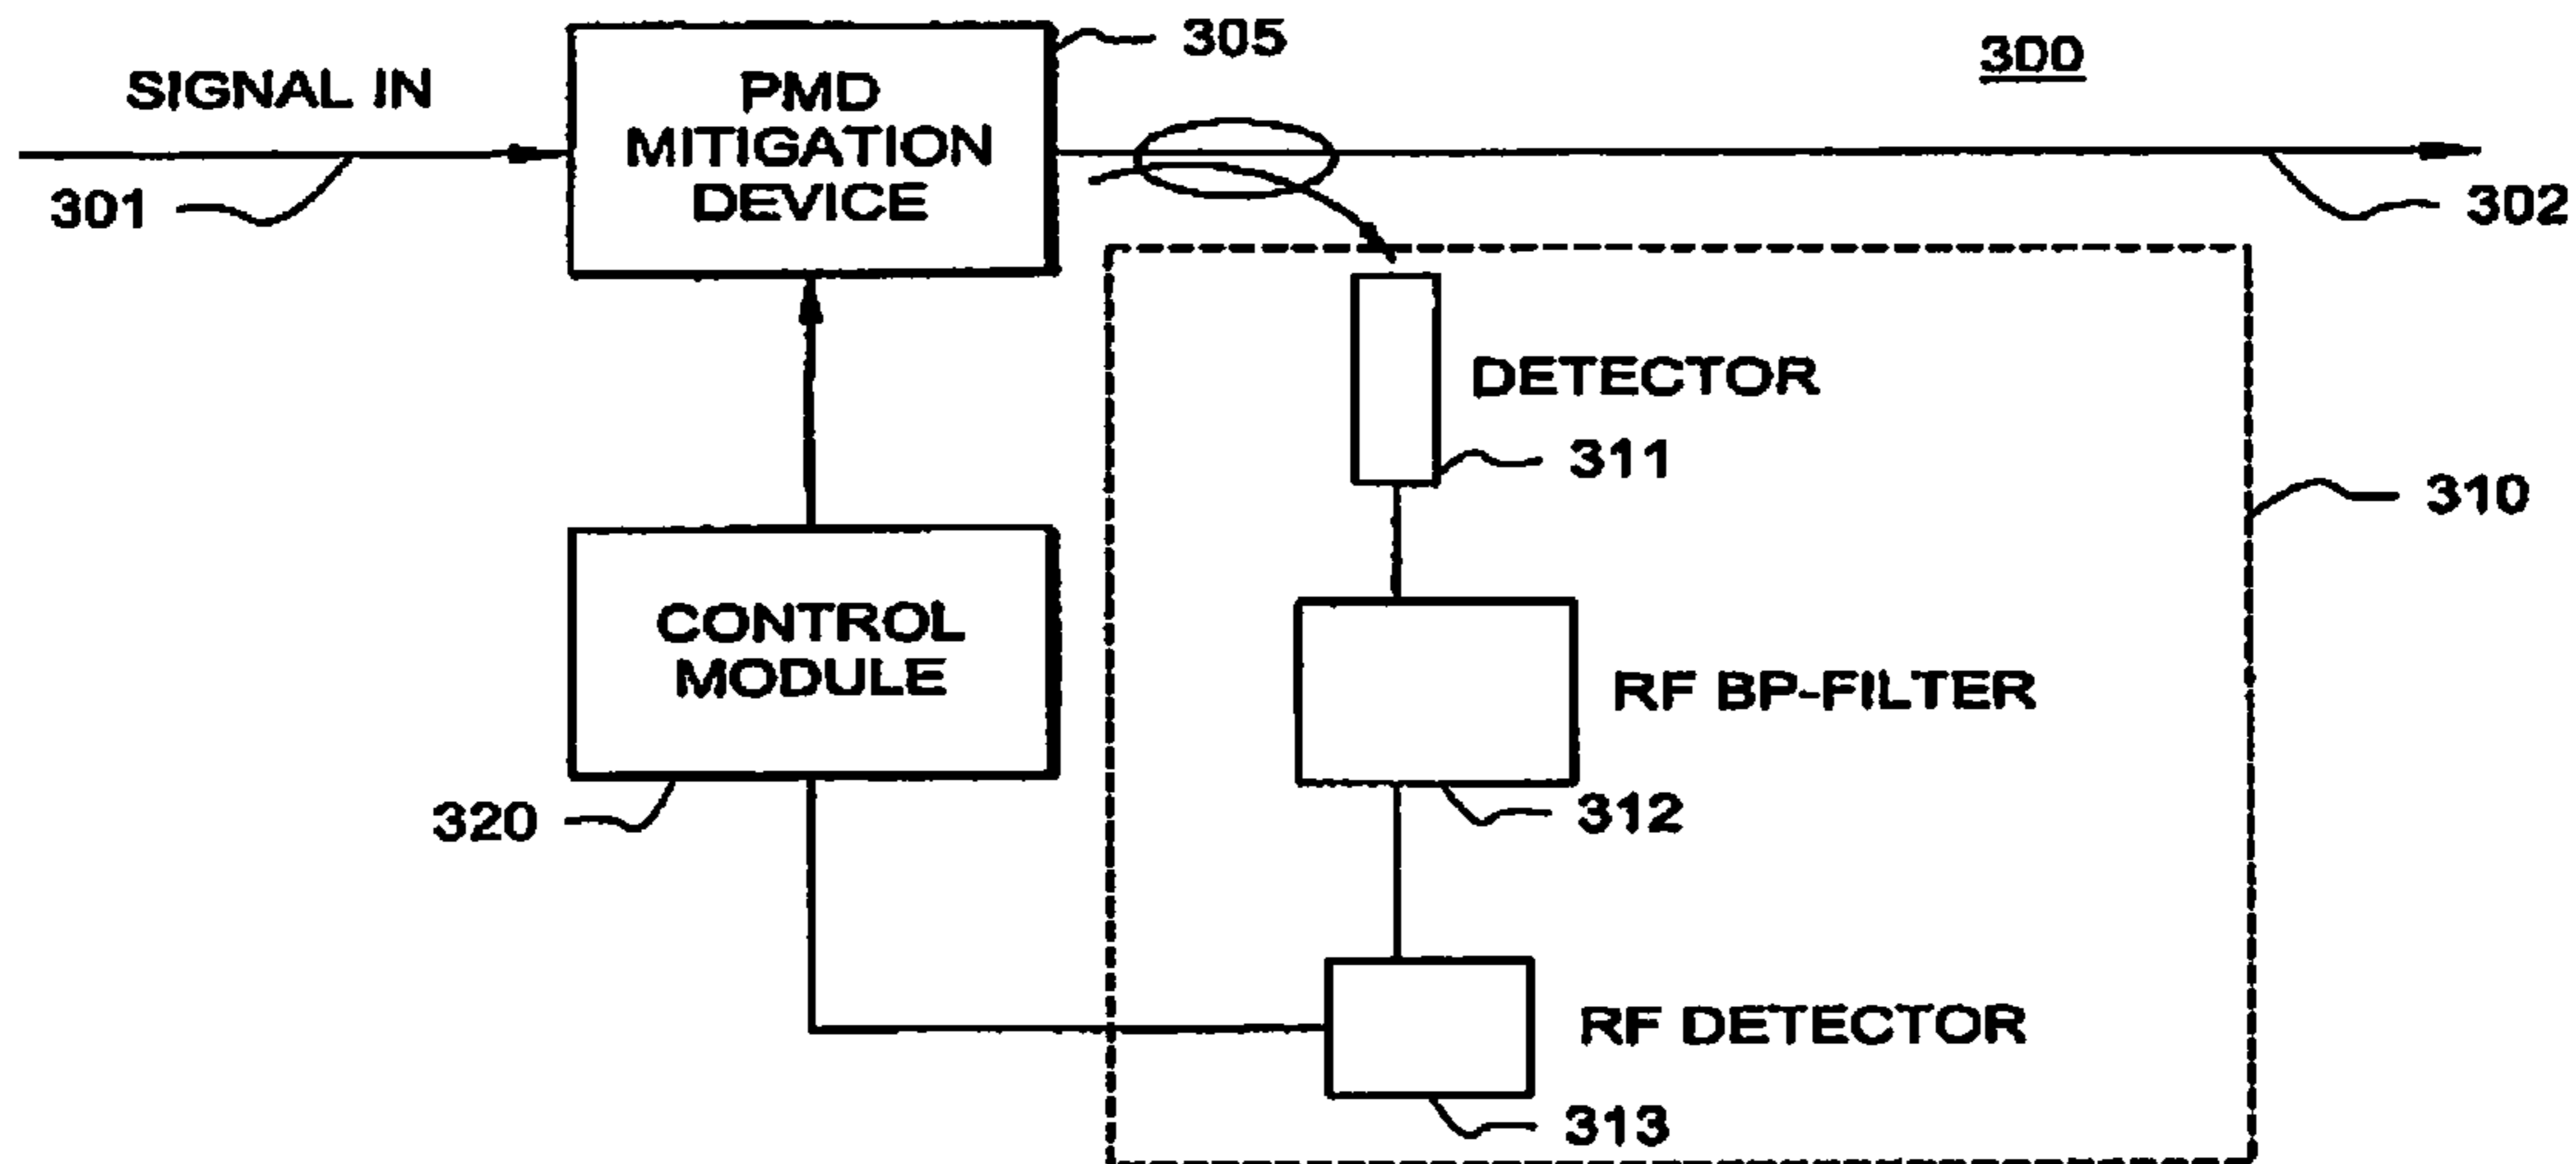 305
300
SIGNAL IN
PMD
MITIGATION
DEVICE
301
302
DETECTOR
311
310
CONTROL
MODULE
RF BP-FILTER
312
320
RF DETECTOR
313